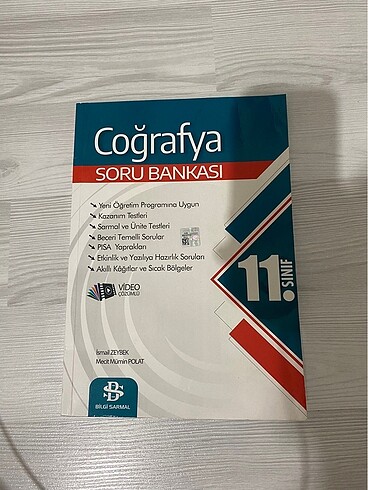 Coğrafya
SORU BANKASI
Yeni Öğretim Programına Uygun
Kazanım Testleri
Sarmal ve Ünite Testleri
Beceri Temelli Sorular
PISA Yaprakları
Etkinlik ve Yazılıya Hazırlık Soruları
Akıllı Kağıtlar ve Sıcak Bölgeler
VİDEO
ÇÖZÜMLÜ
11.SINIF
İsmail ZEYBEK
Mecit Mümin POLAT
BİLGİ SARMAL